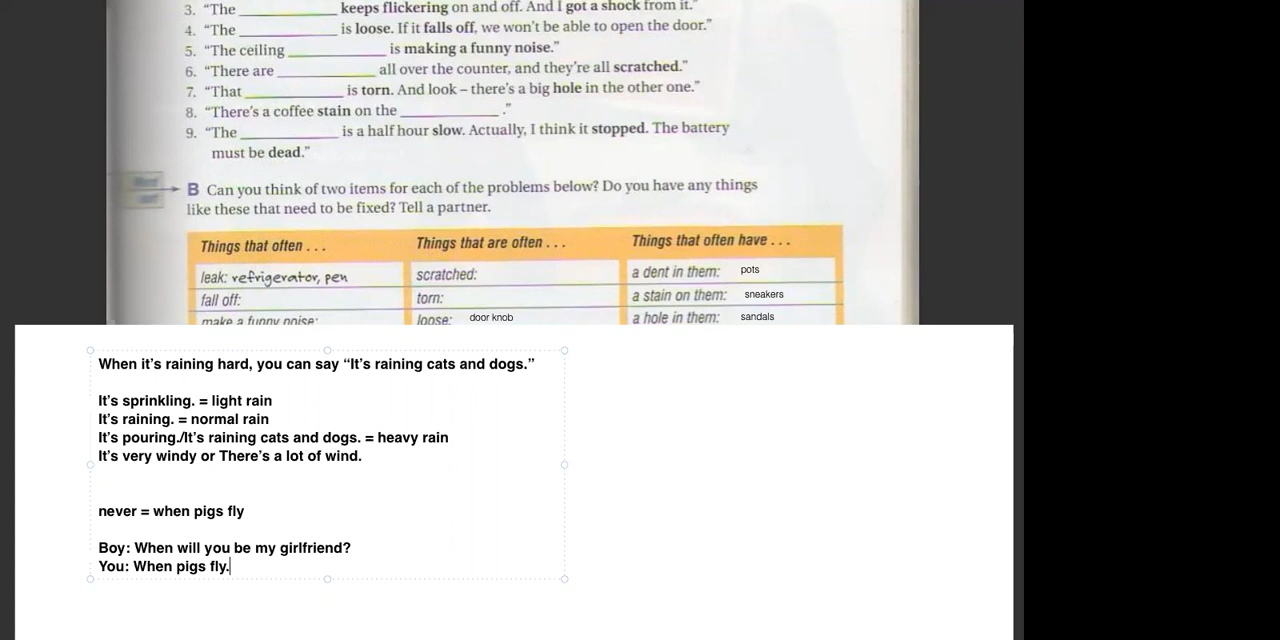 3. “The ____________ keeps flickering on and off. And I got a shock from it.”
4. “The ____________ is loose. If it falls off, we won’t be able to open the door.”
5. “The ceiling ____________ is making a funny noise.”
6. “There are ____________ all over the counter, and they’re all scratched.”
7. “That ____________ is torn. And look – there’s a big hole in the other one.”
8. “There’s a coffee stain on the ____________ .”
9. “The ____________ is a half hour slow. Actually, I think it stopped. The battery
must be dead.”
B Can you think of two items for each of the problems below? Do you have any things
like these that need to be fixed? Tell a partner.
Things that often . . . Things that are often . . . Things that often have . . .
leak: refrigerator, pen scratched: a dent in them: pots
fall off: torn: a stain on them: sneakers
make a funny noise: loose: door knob a hole in them: sandals
When it’s raining hard, you can say “It’s raining cats and dogs.”
It’s sprinkling. = light rain
It’s raining. = normal rain
It’s pouring./It’s raining cats and dogs. = heavy rain
It’s very windy or There’s a lot of wind.
never = when pigs fly
Boy: When will you be my girlfriend?
You: When pigs fly.